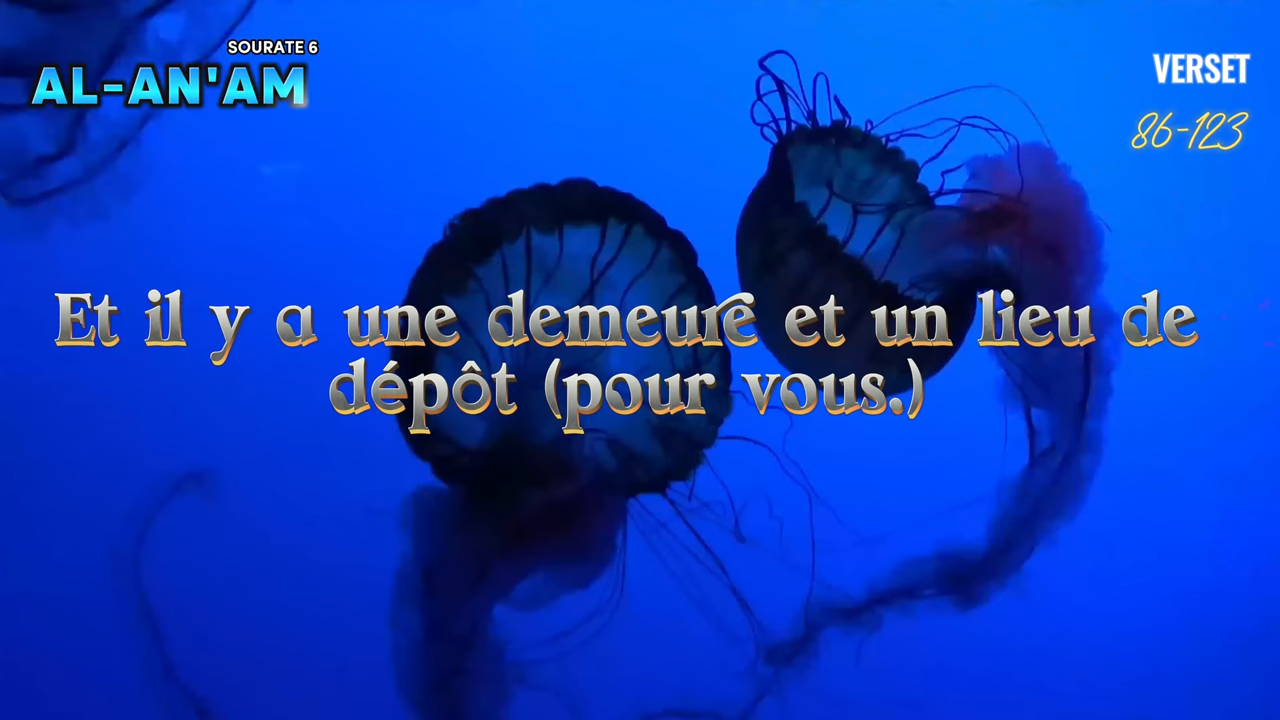 SOURATE 6
AL-AN'AM
VERSET
86-123
Et il y a une demeure et un lieu de
dépôt (pour vous.)